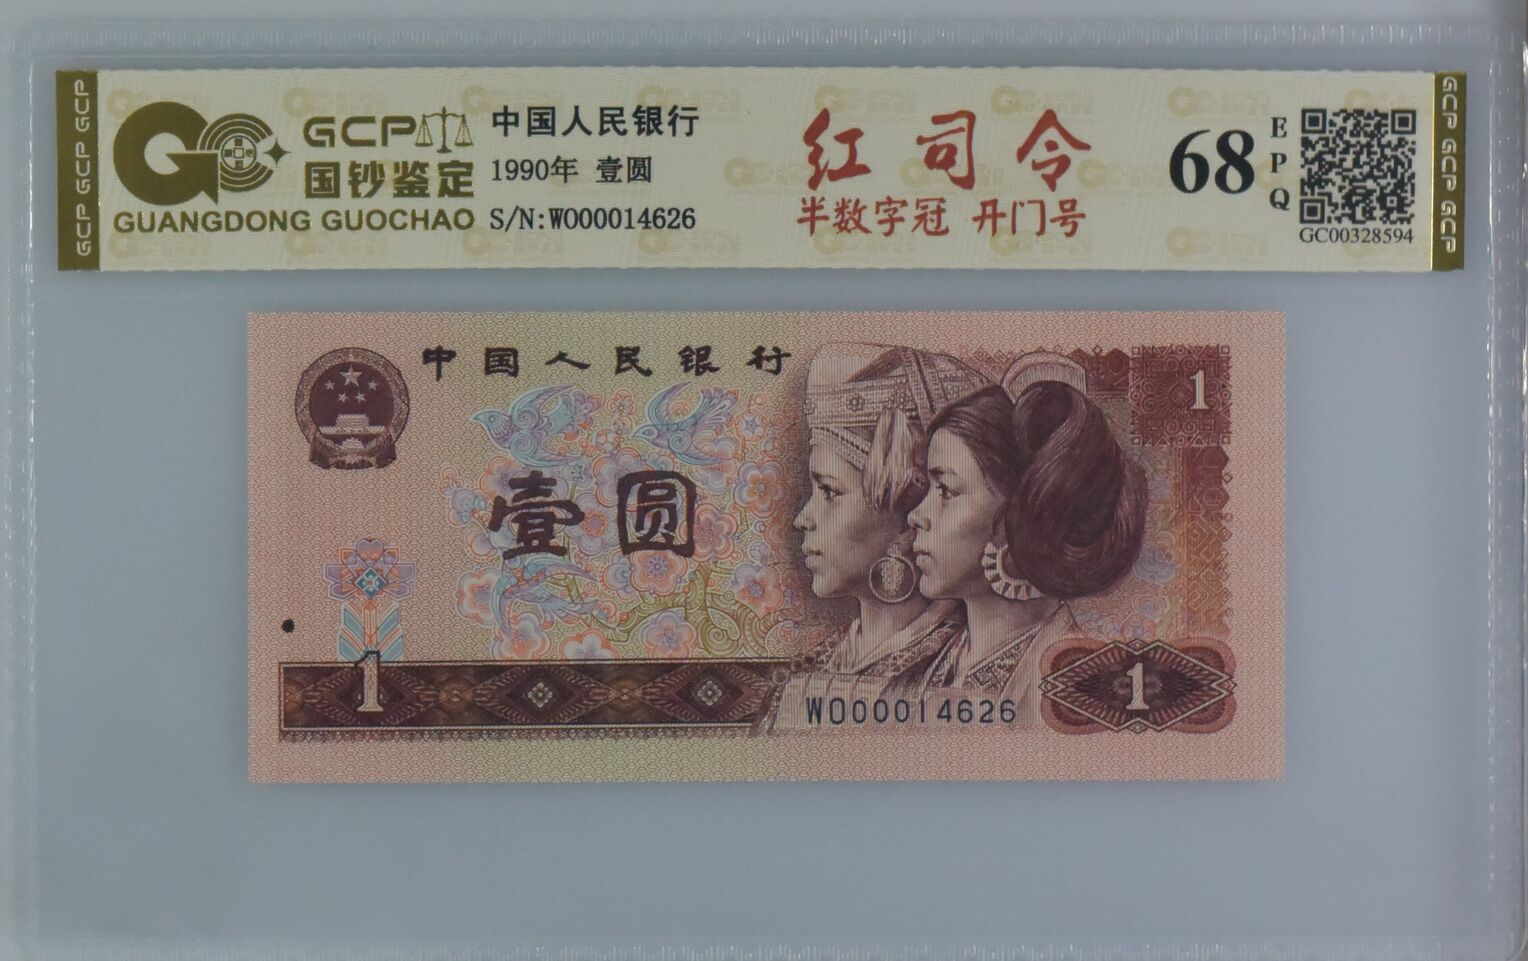 GCP GCP GCP
GCP
国钞鉴定
GUANGDONG GUOCHAO
中国人民银行
1990年 壹圆
S/N:WO00014626
红司令
半数字冠 开门号
68
EPQ
GC00328594
GCP GCP GCP
中国人民银行
1
壹圆
1
WO00014626
1